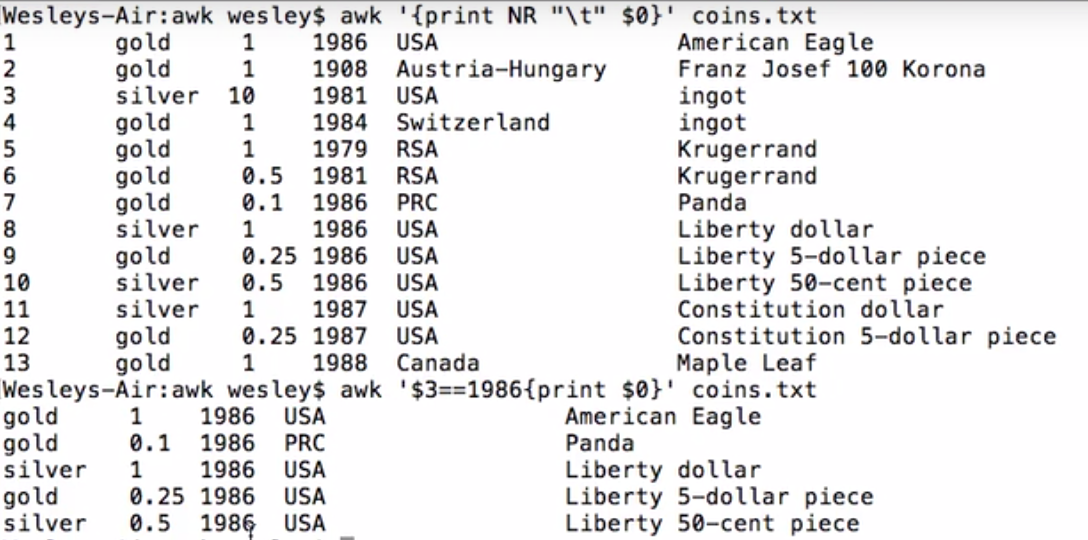 Wesleys-Air:awk wesley$ awk '{print NR "\t" $0}' coins.txt
1 gold 1 1986 USA American Eagle
2 gold 1 1908 Austria-Hungary Franz Josef 100 Korona
3 silver 10 1981 USA ingot
4 gold 1 1984 Switzerland ingot
5 gold 1 1979 RSA Krugerrand
6 gold 0.5 1981 RSA Krugerrand
7 gold 0.1 1986 PRC Panda
8 silver 1 1986 USA Liberty dollar
9 gold 0.25 1986 USA Liberty 5-dollar piece
10 silver 0.5 1986 USA Liberty 50-cent piece
11 silver 1 1987 USA Constitution dollar
12 gold 0.25 1987 USA Constitution 5-dollar piece
13 gold 1 1988 Canada Maple Leaf
Wesleys-Air:awk wesley$ awk '$3==1986{print $0}' coins.txt
gold 1 1986 USA American Eagle
gold 0.1 1986 PRC Panda
silver 1 1986 USA Liberty dollar
gold 0.25 1986 USA Liberty 5-dollar piece
silver 0.5 1986 USA Liberty 50-cent piece